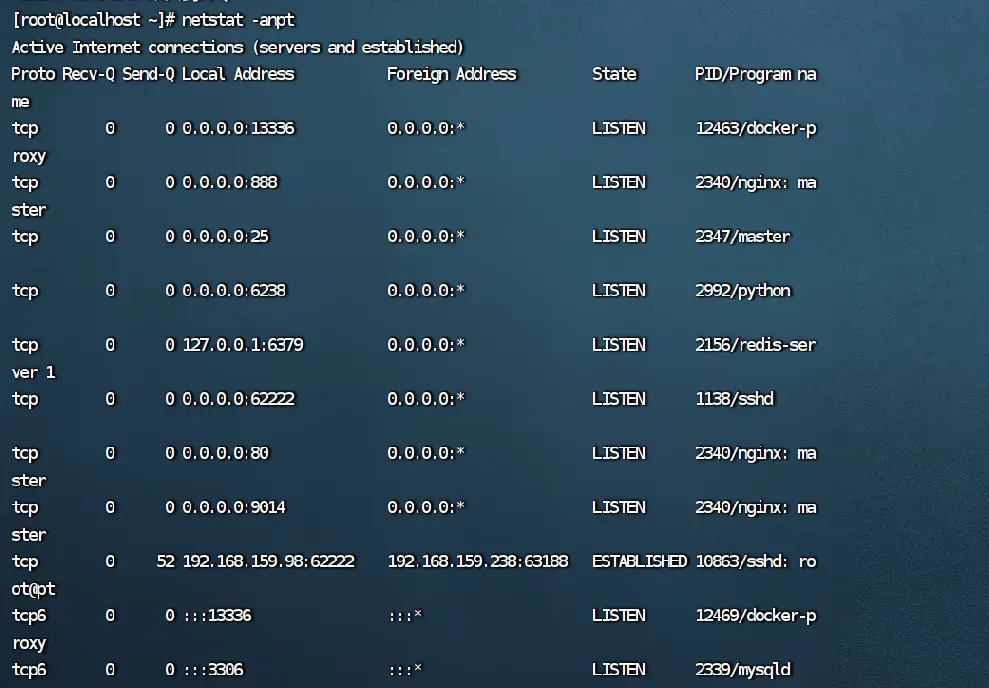 [root@localhost ~]# netstat -anpt
Active Internet connections (servers and established)
Proto Recv-Q Send-Q Local Address           Foreign Address         State       PID/Program na
me
tcp        0      0 0.0.0.0:13336           0.0.0.0:*               LISTEN      12463/docker-p
roxy
tcp        0      0 0.0.0.0:888             0.0.0.0:*               LISTEN      2340/nginx: ma
ster
tcp        0      0 0.0.0.0:25              0.0.0.0:*               LISTEN      2347/master
tcp        0      0 0.0.0.0:6238            0.0.0.0:*               LISTEN      2992/python
tcp        0      0 127.0.0.1:6379          0.0.0.0:*               LISTEN      2156/redis-ser
ver 1
tcp        0      0 0.0.0.0:62222           0.0.0.0:*               LISTEN      1138/sshd
tcp        0      0 0.0.0.0:80              0.0.0.0:*               LISTEN      2340/nginx: ma
ster
tcp        0      0 0.0.0.0:9014            0.0.0.0:*               LISTEN      2340/nginx: ma
ster
tcp        0     52 192.168.159.98:62222    192.168.159.238:63188   ESTABLISHED 10863/sshd: ro
ot@pt
tcp6       0      0 :::13336                :::*                    LISTEN      12469/docker-p
roxy
tcp6       0      0 :::3306                 :::*                    LISTEN      2339/mysqld